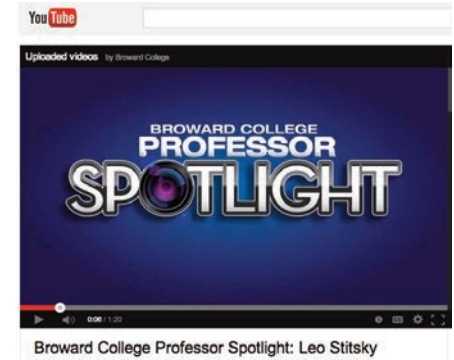 YouTube
Uploaded videos by Broward College
BROWARD COLLEGE
PROFESSOR
SPOTLIGHT
0:06 / 1:20
CC
Broward College Professor Spotlight: Leo Stitsky